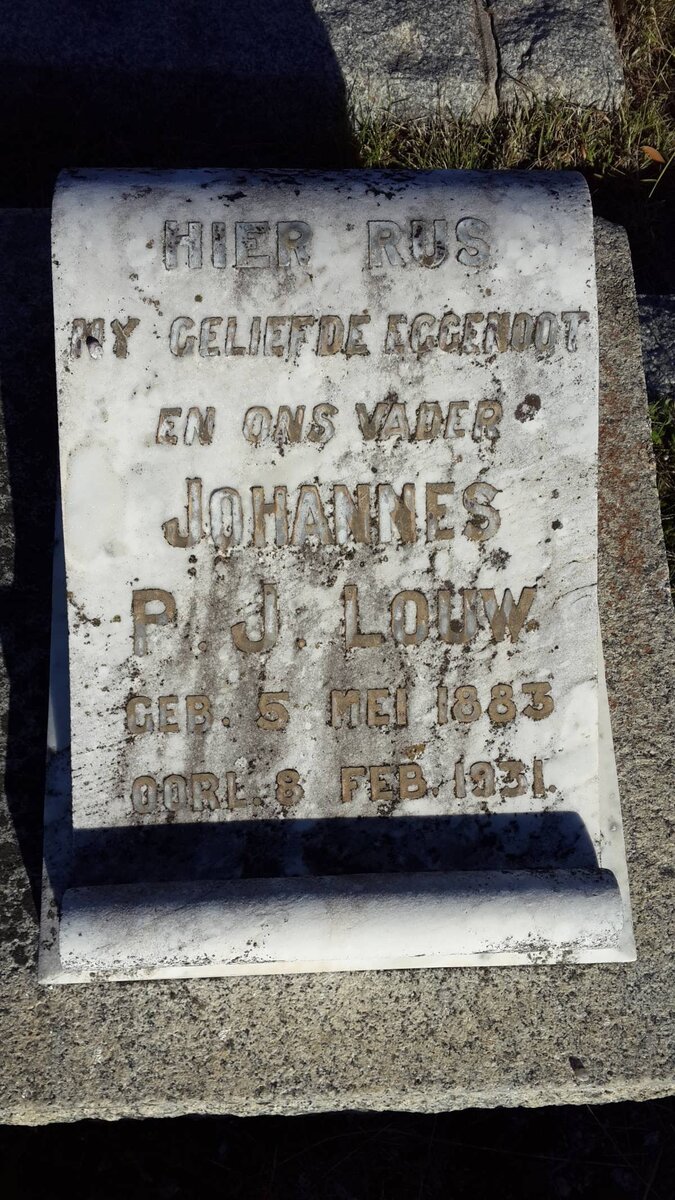 HIER RUS
MY GELIEFDE EGGENOOT
EN ONS VADER
JOHANNES
P. J. LOUW
GEB. 5 MEI 1883
OORL. 8 FEB. 1931.